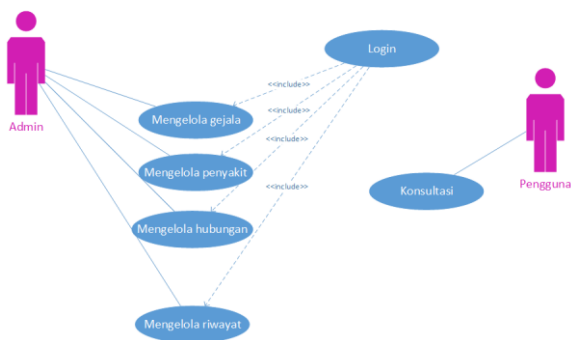 Login
<<include>>
<<include>>
<<include>>
<<include>>
Admin
Mengelola gejala
Mengelola penyakit
Mengelola hubungan
Mengelola riwayat
Konsultasi
Pengguna